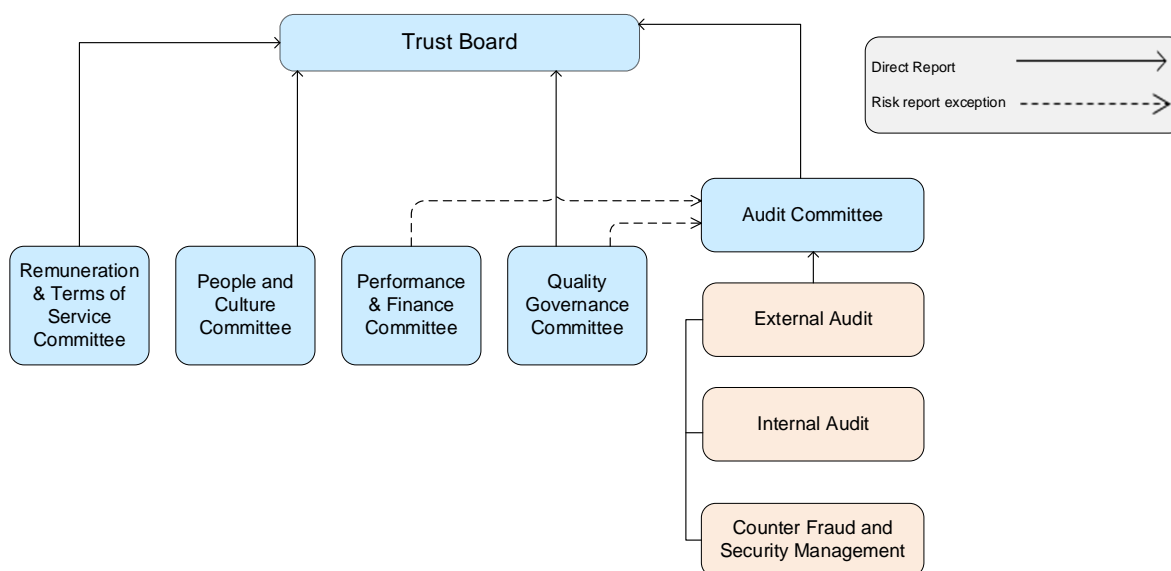 Trust Board
Direct Report
Risk report exception
Audit Committee
Remuneration
& Terms of
Service
Committee
People and
Culture
Committee
Performance
& Finance
Committee
Quality
Governance
Committee
External Audit
Internal Audit
Counter Fraud and
Security Management